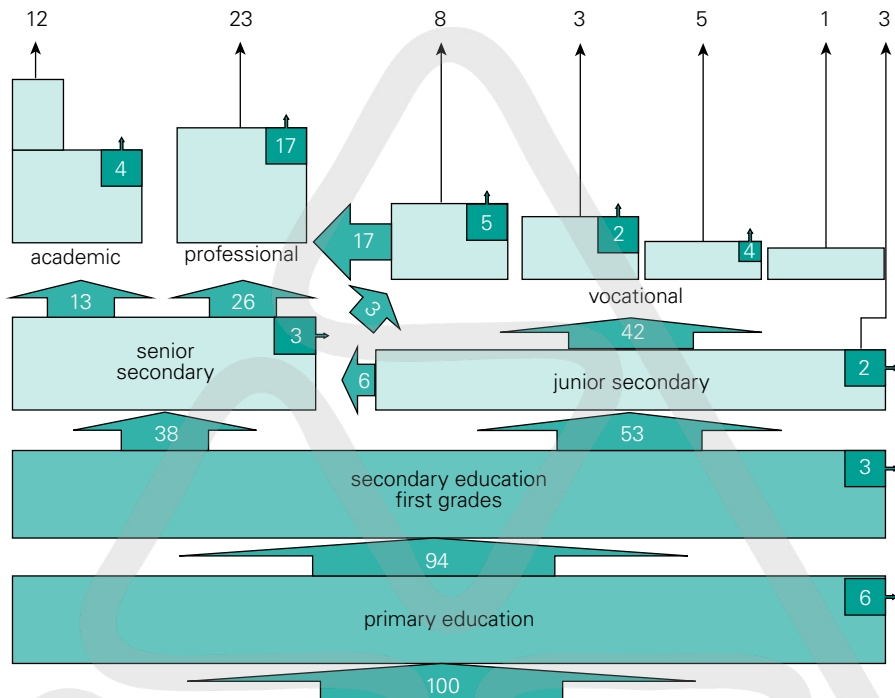 12 23 8 3 5 1 3
4 17 5 2 4
17
academic professional vocational
13 26 3 42
senior
secondary
3
6
junior secondary
2
38 53
secondary education
first grades
3
94
primary education
6
100